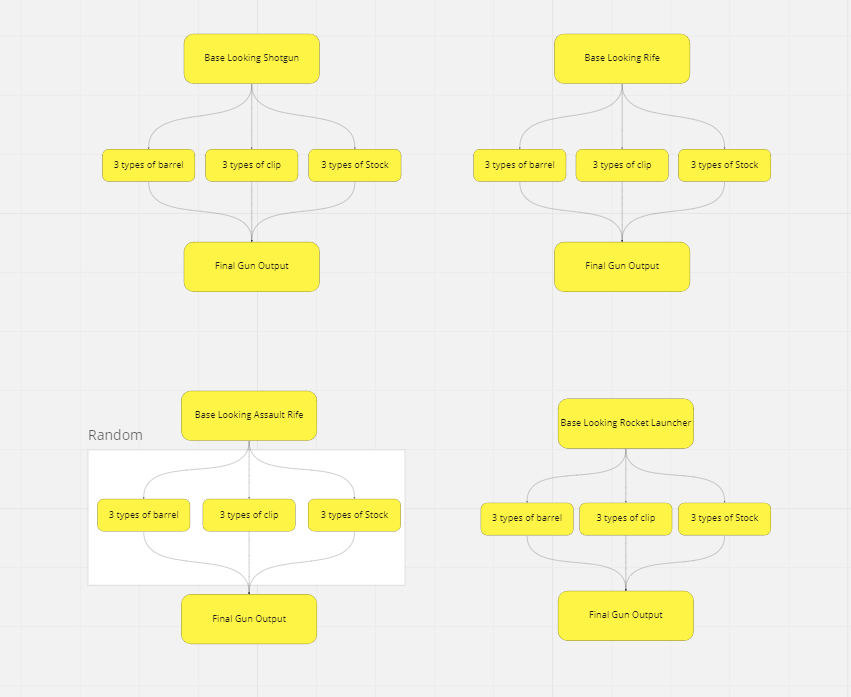 Base Looking Shotgun
Base Looking Rife
3 types of barrel
3 types of clip
3 types of Stock
3 types of barrel
3 types of clip
3 types of Stock
Final Gun Output
Final Gun Output
Base Looking Assault Rife
Base Looking Rocket Launcher
Random
3 types of barrel
3 types of clip
3 types of Stock
3 types of barrel
3 types of clip
3 types of Stock
Final Gun Output
Final Gun Output